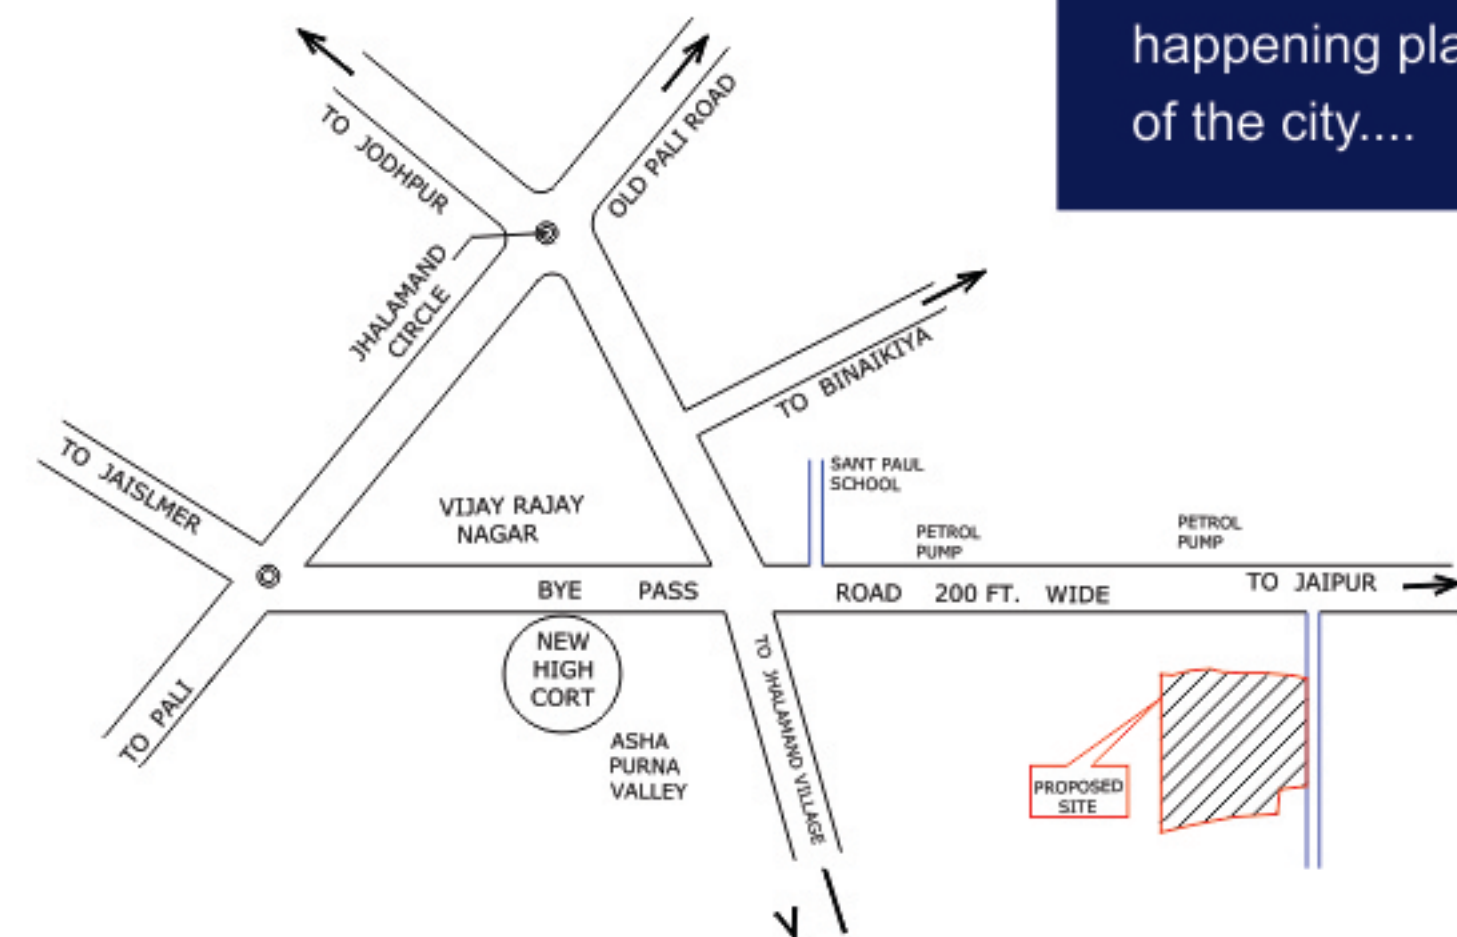 happening pla
of the city....
TO JODHPUR
OLD PALI ROAD
JHALAMAND
CIRCLE
TO BINAIKIYA
TO JAISLMER
SANT PAUL
SCHOOL
VIJAY RAJAY
NAGAR
PETROL
PUMP
PETROL
PUMP
BYE PASS ROAD 200 FT. WIDE
TO JAIPUR
NEW
HIGH
CORT
TO PALI
ASHA
PURNA
VALLEY
TO JHALAMAND VILLAGE
PROPOSED
SITE